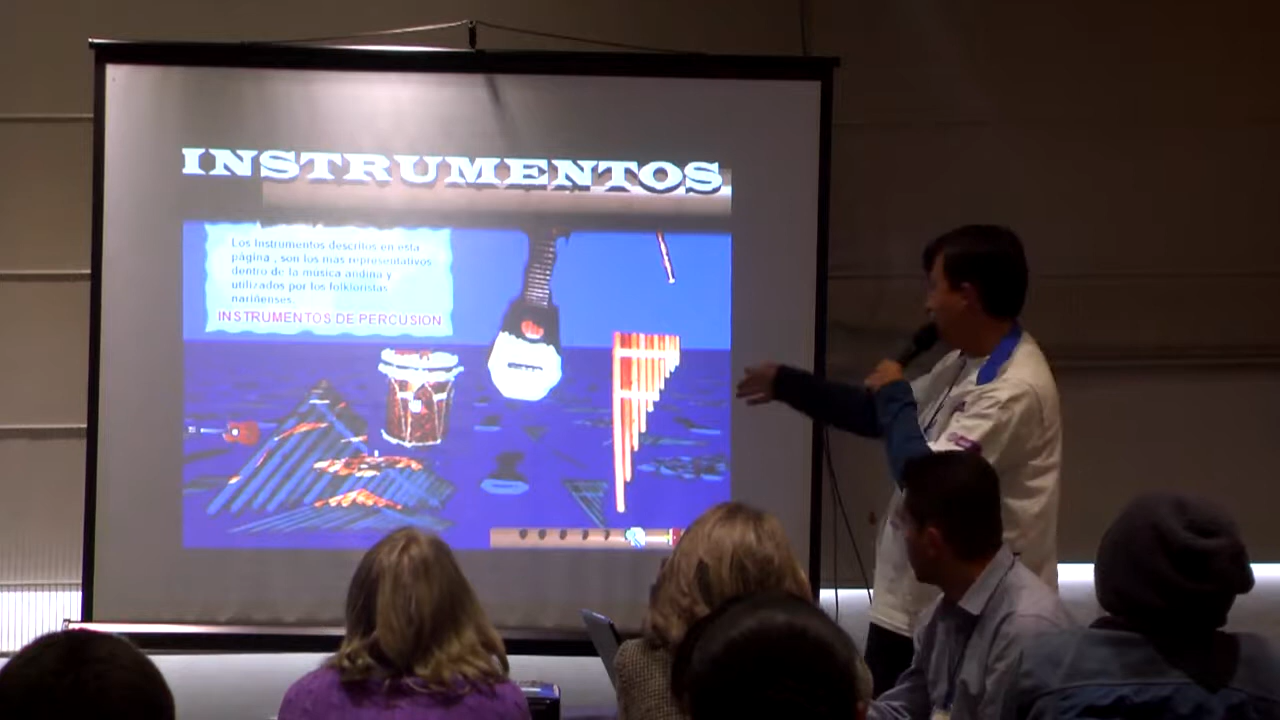 INSTRUMENTOS
Los Instrumentos descritos en esta
página , son los mas representativos
dentro de la musica andina y
utilizados por los folkloristas
nariñenses.
INSTRUMENTOS DE PERCUSION